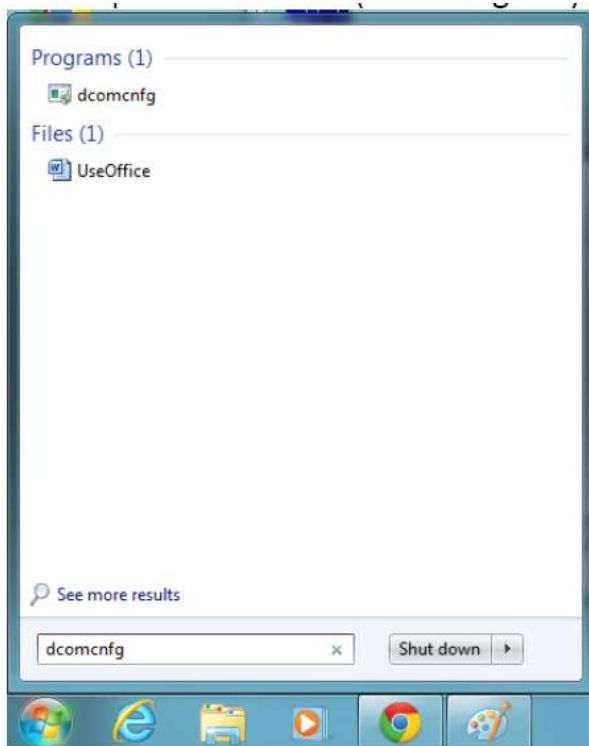 Programs (1)
dcomcnfg
Files (1)
UseOffice
See more results
dcomcnfg
Shut down